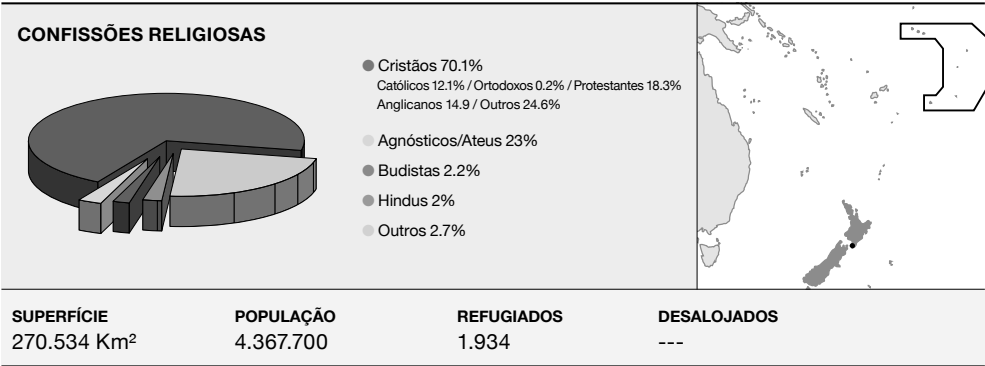 CONFISSÕES RELIGIOSAS
Cristãos 70.1%
Católicos 12.1% / Ortodoxos 0.2% / Protestantes 18.3%
Anglicanos 14.9 / Outros 24.6%
Agnósticos/Ateus 23%
Budistas 2.2%
Hindus 2%
Outros 2.7%
SUPERFÍCIE
270.534 Km²
POPULAÇÃO
4.367.700
REFUGIADOS
1.934
DESALOJADOS
---